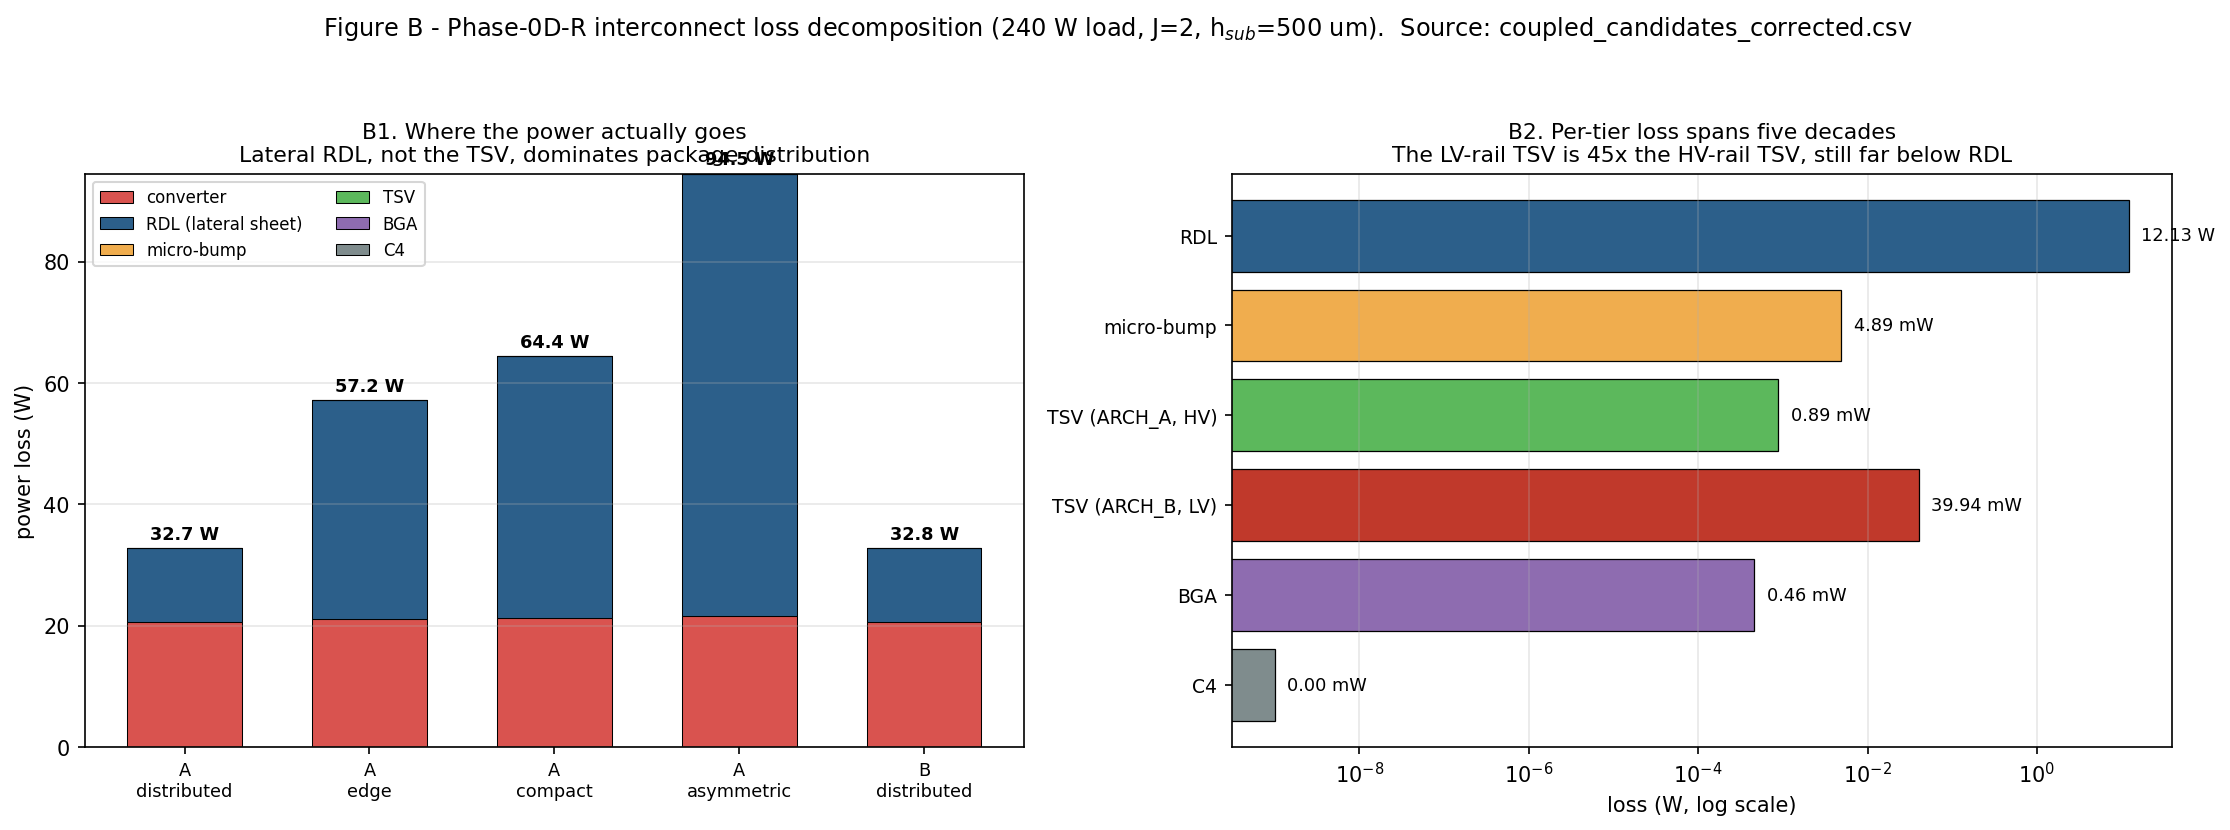 Figure B - Phase-0D-R interconnect loss decomposition (240 W load, J=2, hsub=500 um).  Source: coupled_candidates_corrected.csv
B1. Where the power actually goes
Lateral RDL, not the TSV, dominates package distribution
94.5 W
converter
RDL (lateral sheet)
micro-bump
TSV
BGA
C4
power loss (W)
80
60
40
20
0
32.7 W
57.2 W
64.4 W
32.8 W
A
distributed
A
edge
A
compact
A
asymmetric
B
distributed
B2. Per-tier loss spans five decades
The LV-rail TSV is 45x the HV-rail TSV, still far below RDL
RDL
12.13 W
micro-bump
4.89 mW
TSV (ARCH_A, HV)
0.89 mW
TSV (ARCH_B, LV)
39.94 mW
BGA
0.46 mW
C4
0.00 mW
10⁻⁸
10⁻⁶
10⁻⁴
10⁻²
10⁰
loss (W, log scale)